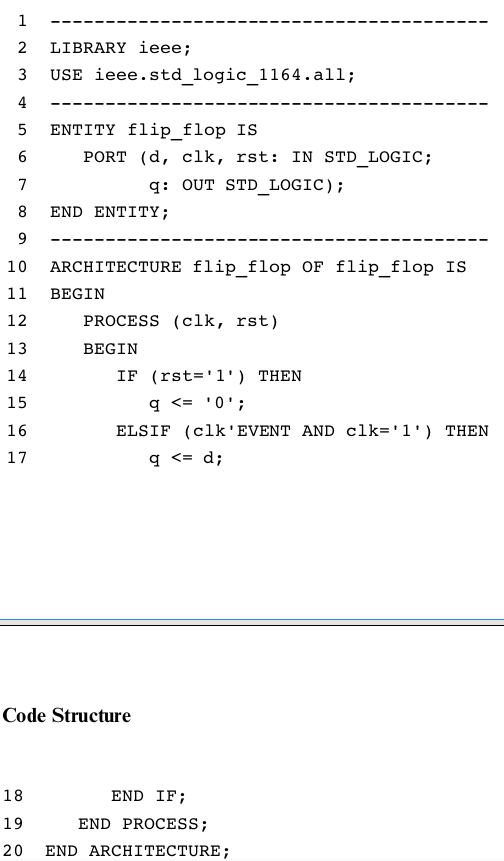 1 ----------------------------------------
2 LIBRARY ieee;
3 USE ieee.std_logic_1164.all;
4 ----------------------------------------
5 ENTITY flip_flop IS
6 PORT (d, clk, rst: IN STD_LOGIC;
7 q: OUT STD_LOGIC);
8 END ENTITY;
9 ----------------------------------------
10 ARCHITECTURE flip_flop OF flip_flop IS
11 BEGIN
12 PROCESS (clk, rst)
13 BEGIN
14 IF (rst='1') THEN
15 q <= '0';
16 ELSIF (clk'EVENT AND clk='1') THEN
17 q <= d;
Code Structure
18 END IF;
19 END PROCESS;
20 END ARCHITECTURE;